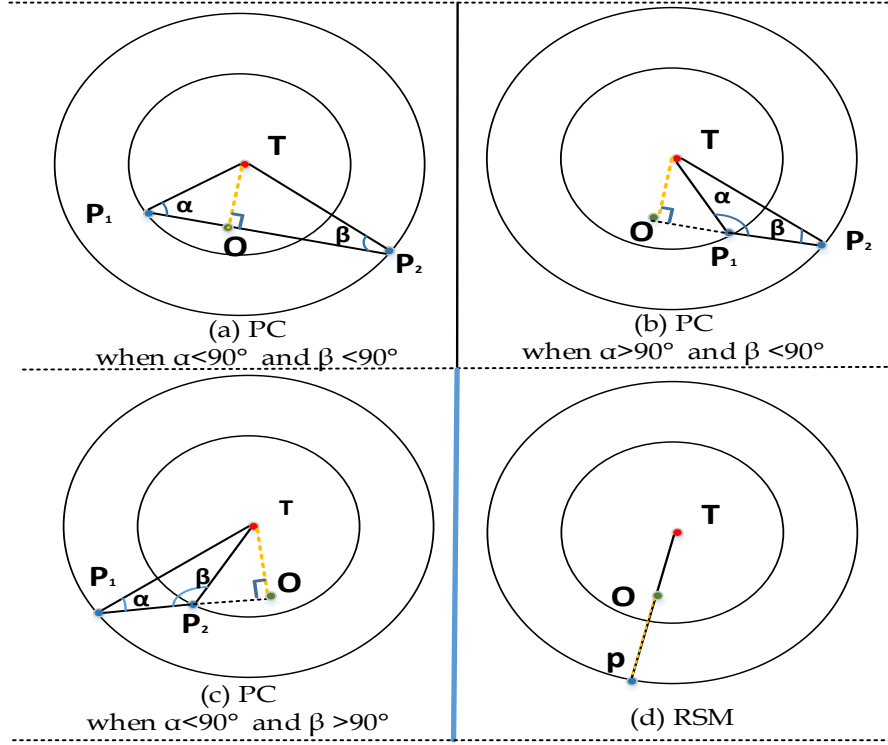 T
α
P₁
O
β
P₂
(a) PC
when α<90° and β <90°
T
α
O
P₁
β
P₂
(b) PC
when α>90° and β <90°
T
P₁
β
α
O
P₂
(c) PC
when α<90° and β >90°
T
O
p
(d) RSM